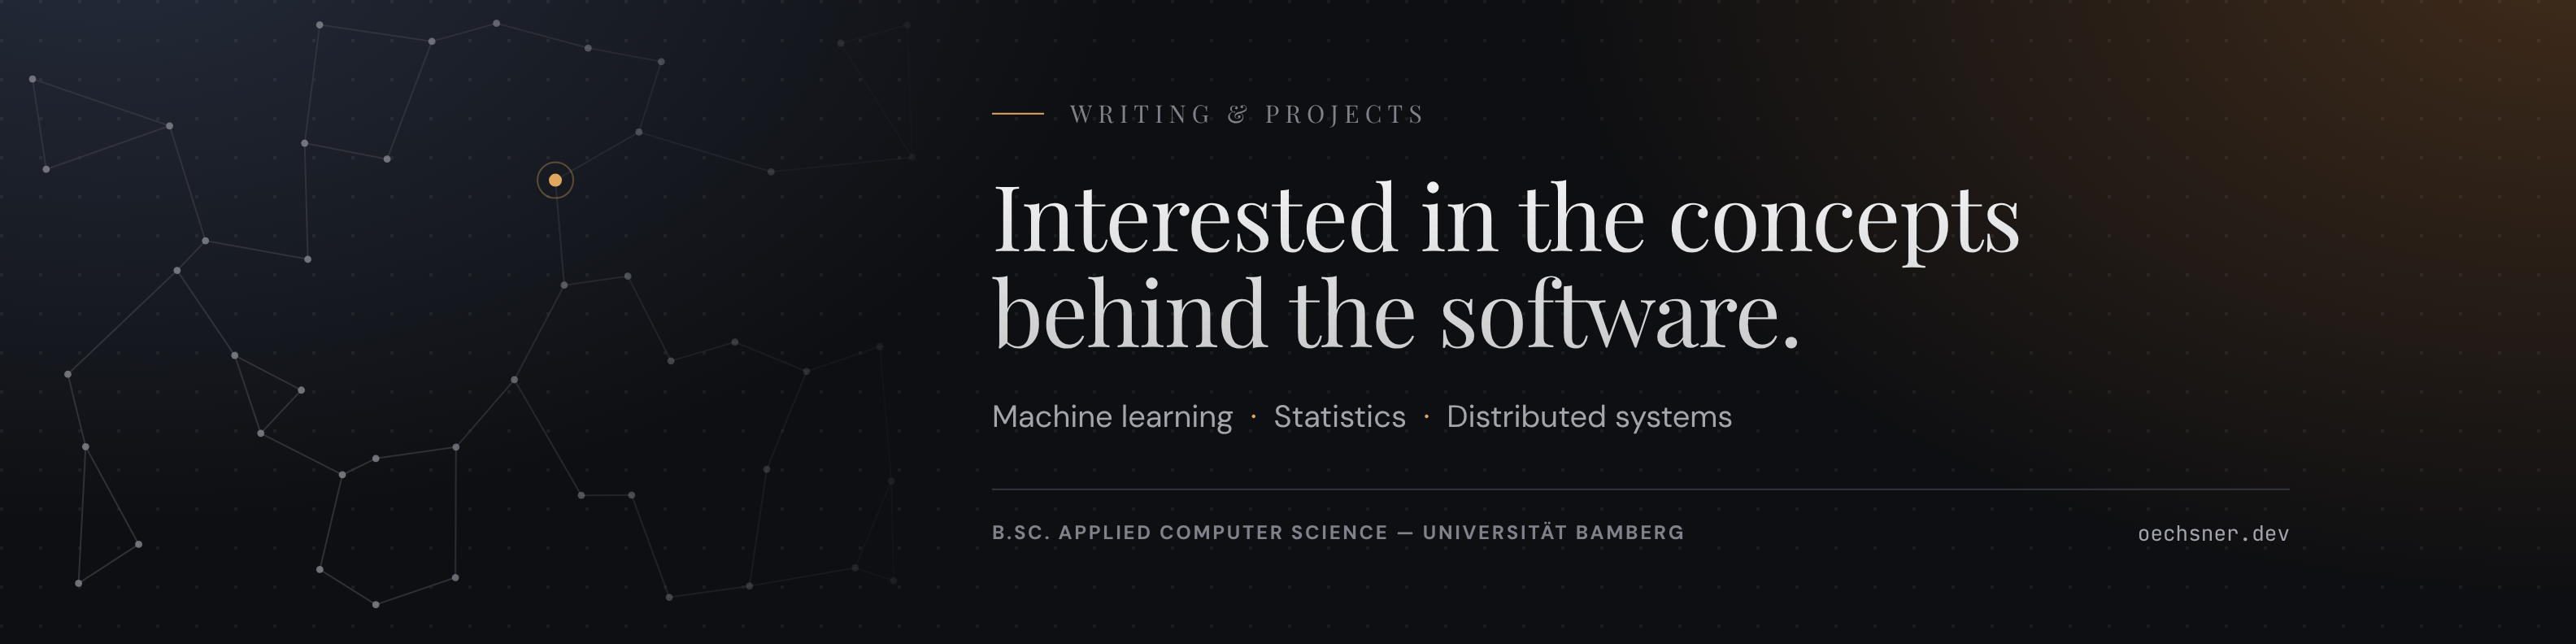 WRITING & PROJECTS
Interested in the concepts
behind the software.
Machine learning · Statistics · Distributed systems
B.SC. APPLIED COMPUTER SCIENCE — UNIVERSITÄT BAMBERG
oechsner.dev